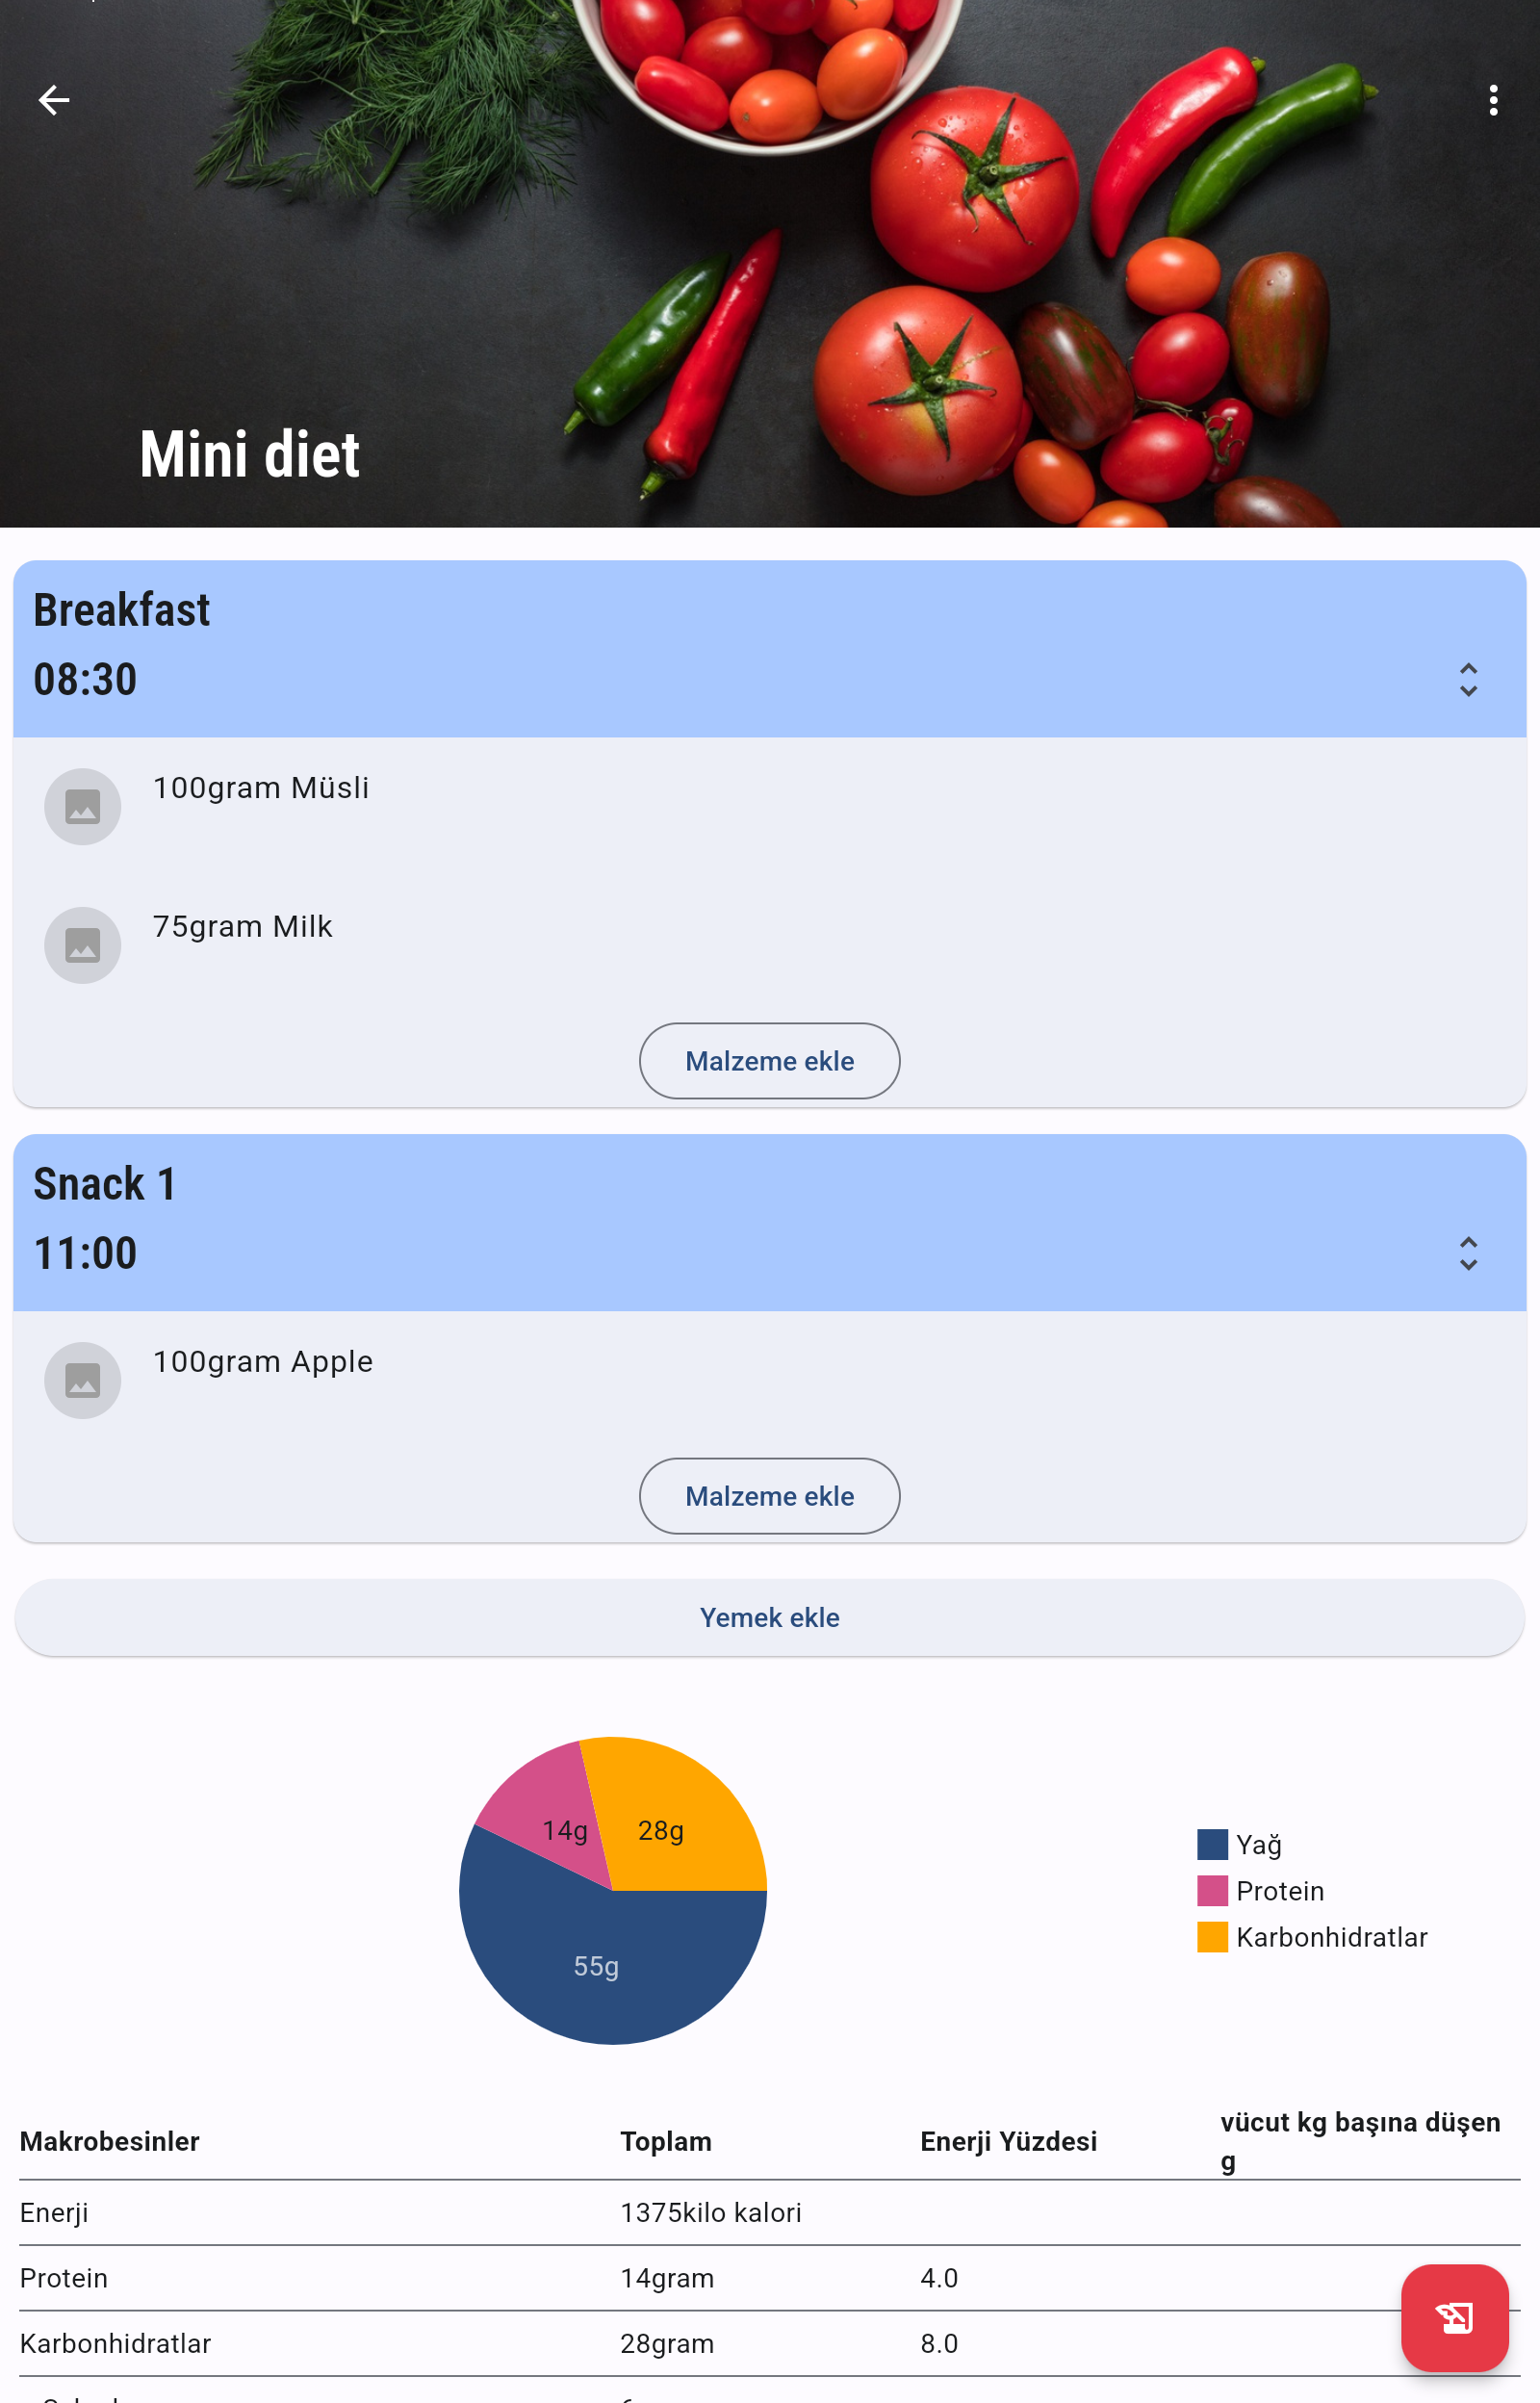 Mini diet
Breakfast
08:30
100gram Müsli
75gram Milk
Malzeme ekle
Snack 1
11:00
100gram Apple
Malzeme ekle
Yemek ekle
14g
28g
55g
Yağ
Protein
Karbonhidratlar
Makrobesinler Toplam Enerji Yüzdesi vücut kg başına düşen g
Enerji 1375kilo kalori
Protein 14gram 4.0
Karbonhidratlar 28gram 8.0